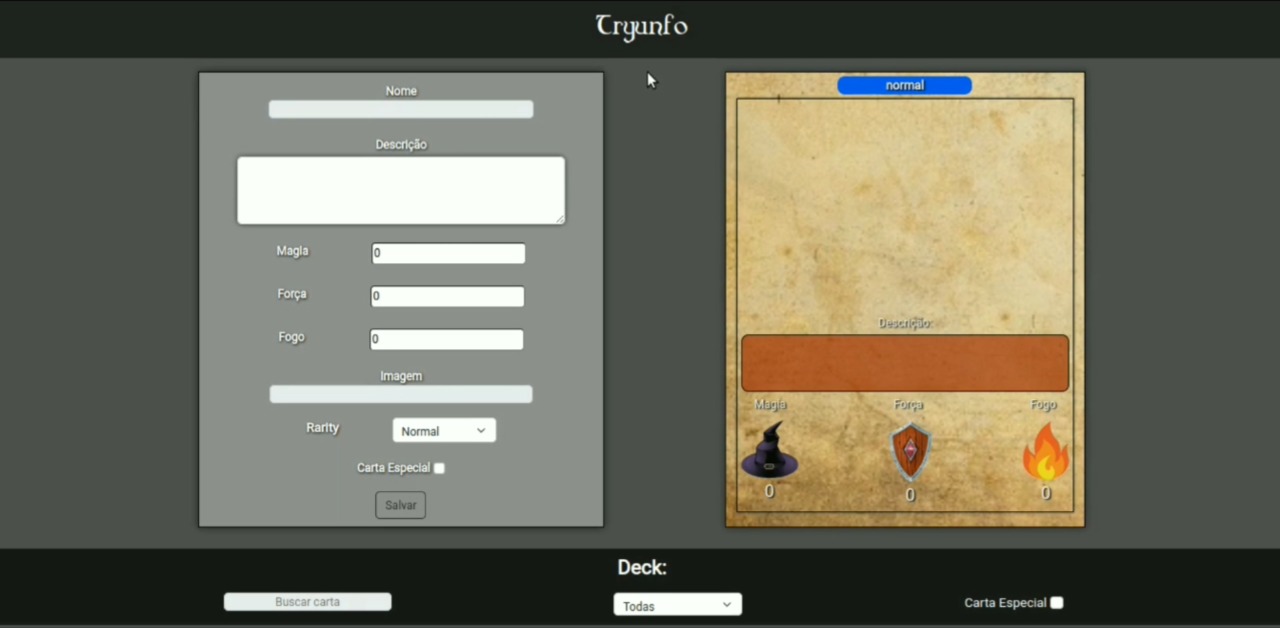 Tryunfo
Nome
Descrição
Magia
0
Força
0
Fogo
0
Imagem
Rarity
Normal
Carta Especial
Salvar
normal
Descrição:
Magia Força Fogo
0 0 0
Deck:
Buscar carta
Todas
Carta Especial